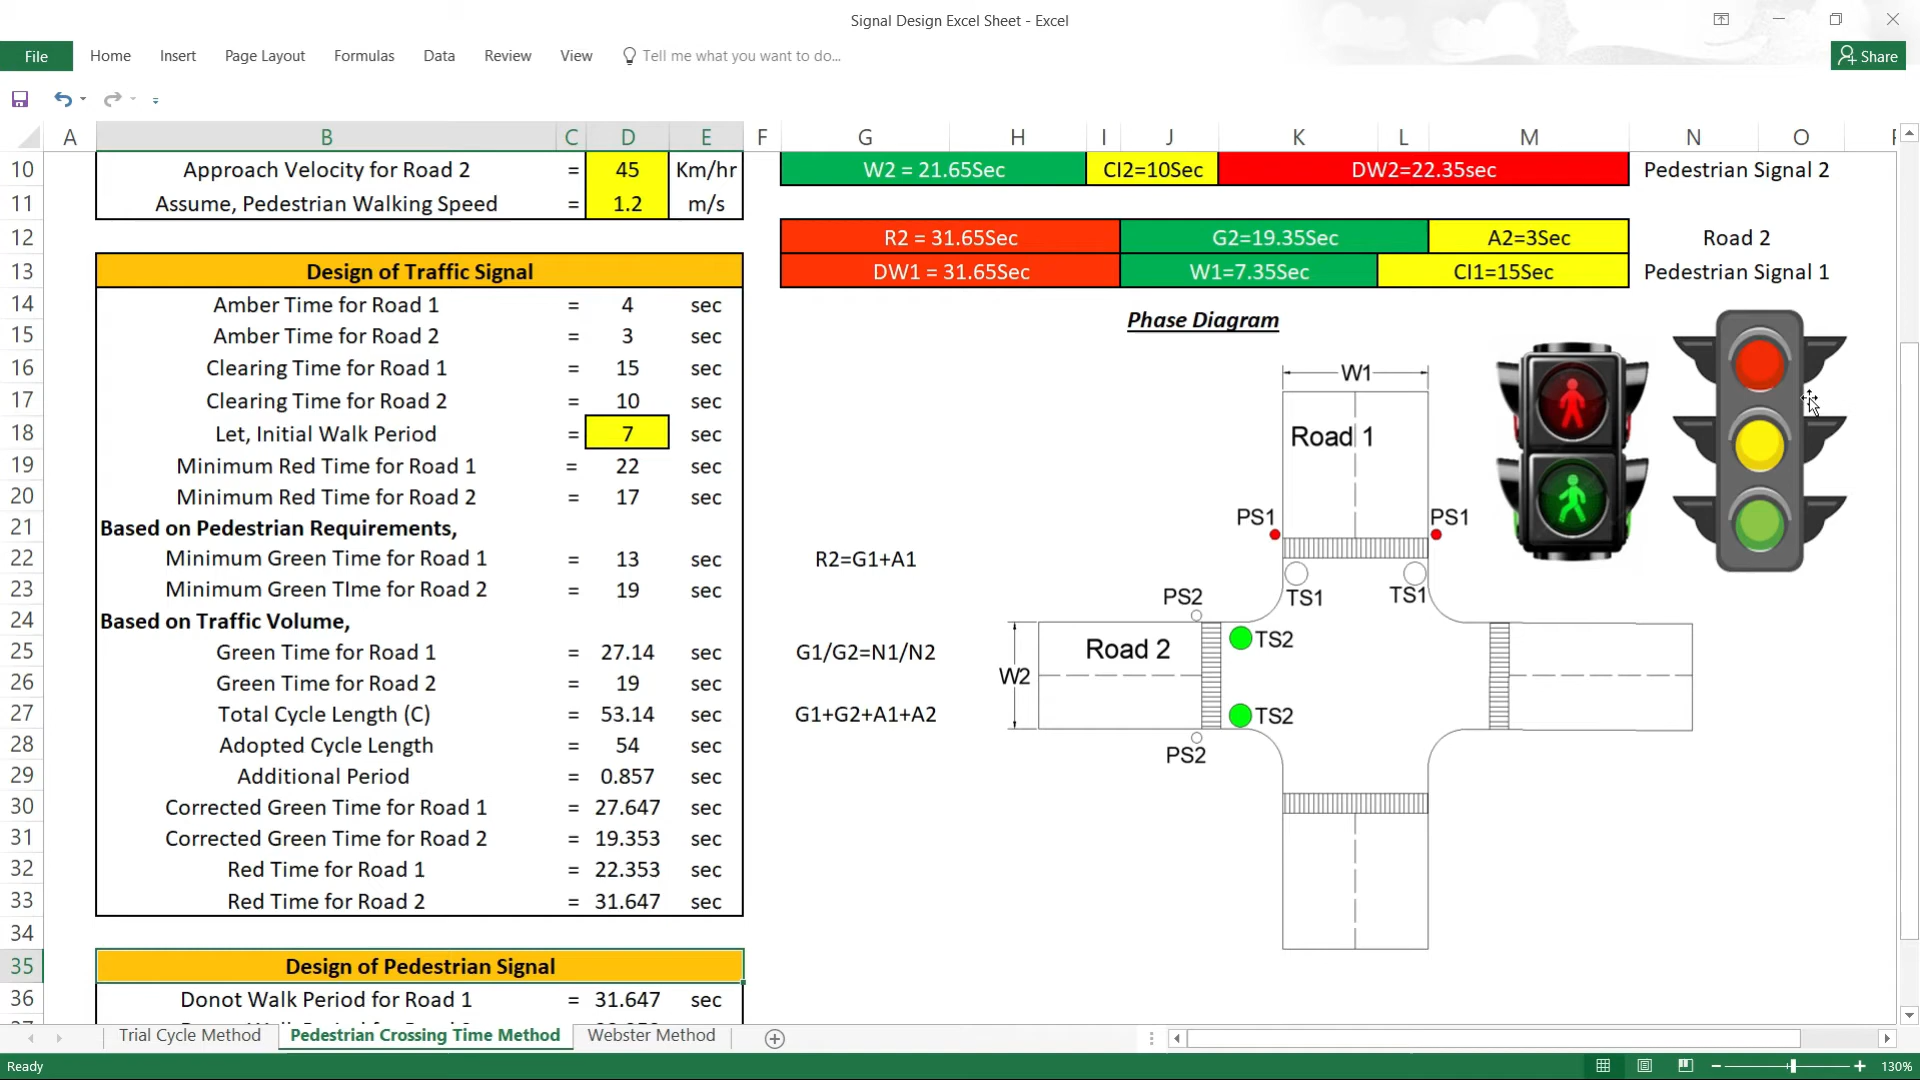 Signal Design Excel Sheet - Excel
File Home Insert Page Layout Formulas Data Review View Tell me what you want to do... Share
A B C D E F G H I J K L M N O
10 Approach Velocity for Road 2 = 45 Km/hr W2 = 21.65Sec CI2=10Sec DW2=22.35sec Pedestrian Signal 2
11 Assume, Pedestrian Walking Speed = 1.2 m/s
12 R2 = 31.65Sec G2=19.35Sec A2=3Sec Road 2
13 Design of Traffic Signal DW1 = 31.65Sec W1=7.35Sec CI1=15Sec Pedestrian Signal 1
14 Amber Time for Road 1 = 4 sec Phase Diagram
15 Amber Time for Road 2 = 3 sec
16 Clearing Time for Road 1 = 15 sec W1
17 Clearing Time for Road 2 = 10 sec
18 Let, Initial Walk Period = 7 sec Road 1
19 Minimum Red Time for Road 1 = 22 sec
20 Minimum Red Time for Road 2 = 17 sec
PS1 PS1
21 Based on Pedestrian Requirements,
22 Minimum Green Time for Road 1 = 13 sec R2=G1+A1
23 Minimum Green TIme for Road 2 = 19 sec PS2 TS1 TS1
24 Based on Traffic Volume,
25 Green Time for Road 1 = 27.14 sec G1/G2=N1/N2 Road 2 TS2
26 Green Time for Road 2 = 19 sec W2
27 Total Cycle Length (C) = 53.14 sec G1+G2+A1+A2 TS2
28 Adopted Cycle Length = 54 sec PS2
29 Additional Period = 0.857 sec
30 Corrected Green Time for Road 1 = 27.647 sec
31 Corrected Green Time for Road 2 = 19.353 sec
32 Red Time for Road 1 = 22.353 sec
33 Red Time for Road 2 = 31.647 sec
34
35 Design of Pedestrian Signal
36 Donot Walk Period for Road 1 = 31.647 sec
Trial Cycle Method Pedestrian Crossing Time Method Webster Method
Ready 130%